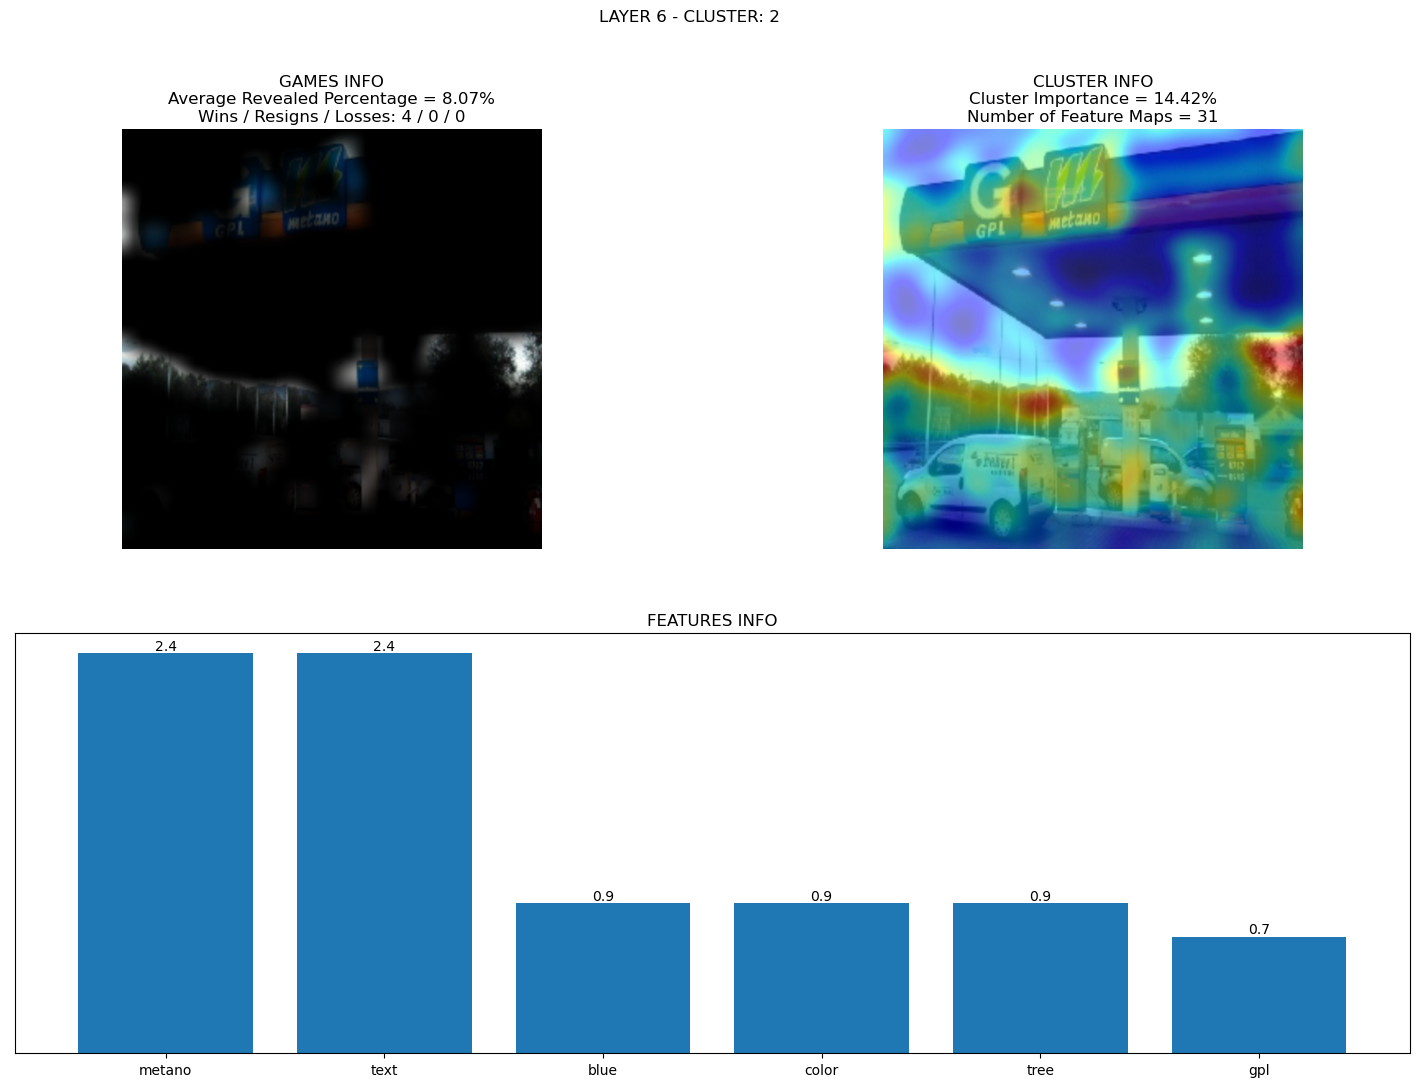 LAYER 6 - CLUSTER: 2
GAMES INFO
Average Revealed Percentage = 8.07%
Wins / Resigns / Losses: 4 / 0 / 0
GPL
metano
CLUSTER INFO
Cluster Importance = 14.42%
Number of Feature Maps = 31
G
GPL
metano
FEATURES INFO
2.4
2.4
0.9
0.9
0.9
0.7
metano
text
blue
color
tree
gpl